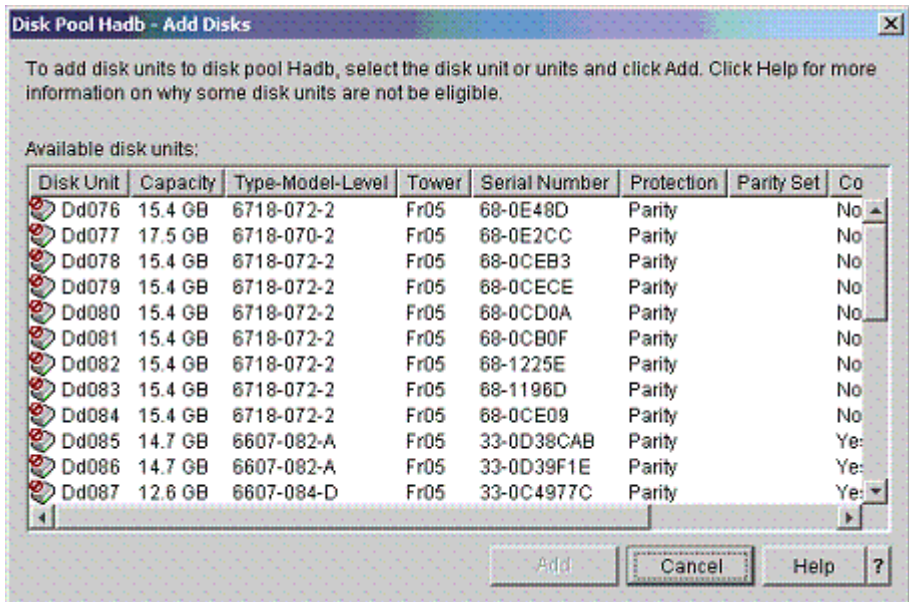 Disk Pool Hadb - Add Disks
To add disk units to disk pool Hadb, select the disk unit or units and click Add. Click Help for more
information on why some disk units are not be eligible.
Available disk units:
Disk Unit Capacity Type-Model-Level Tower Serial Number Protection Parity Set Co
Dd076 15.4 GB 6718-072-2 Fr05 68-0E48D Parity No
Dd077 17.5 GB 6718-070-2 Fr05 68-0E2CC Parity No
Dd078 15.4 GB 6718-072-2 Fr05 68-0CEB3 Parity No
Dd079 15.4 GB 6718-072-2 Fr05 68-0CECE Parity No
Dd080 15.4 GB 6718-072-2 Fr05 68-0CD0A Parity No
Dd081 15.4 GB 6718-072-2 Fr05 68-0CB0F Parity No
Dd082 15.4 GB 6718-072-2 Fr05 68-1225E Parity No
Dd083 15.4 GB 6718-072-2 Fr05 68-1196D Parity No
Dd084 15.4 GB 6718-072-2 Fr05 68-0CE09 Parity No
Dd085 14.7 GB 6607-082-A Fr05 33-0D38CAB Parity Yes
Dd086 14.7 GB 6607-082-A Fr05 33-0D39F1E Parity Yes
Dd087 12.6 GB 6607-084-D Fr05 33-0C4977C Parity Yes
Add Cancel Help ?